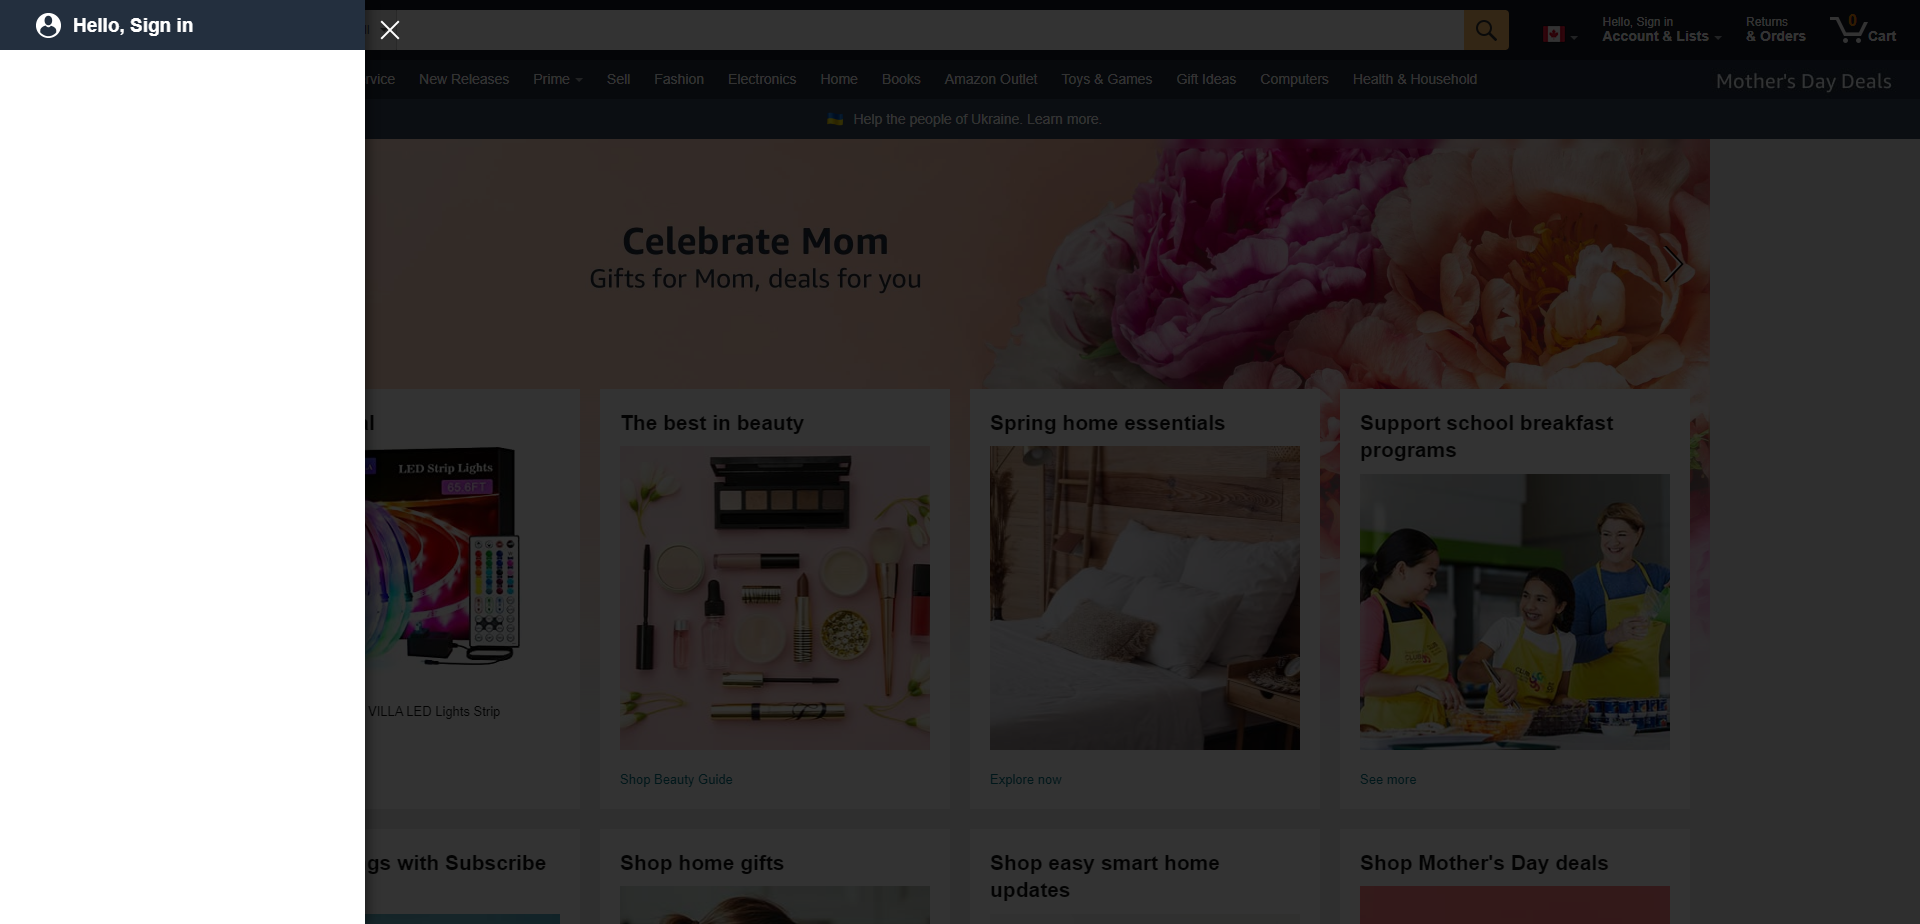 Hello, Sign in
Hello, Sign in
Account & Lists
Returns
& Orders
0
Cart
rvice
New Releases
Prime
Sell
Fashion
Electronics
Home
Books
Amazon Outlet
Toys & Games
Gift Ideas
Computers
Health & Household
Mother's Day Deals
Help the people of Ukraine. Learn more.
Celebrate Mom
Gifts for Mom, deals for you
The best in beauty
Spring home essentials
Support school breakfast
programs
LED Strip Lights
65.6FT
VILLA LED Lights Strip
Shop Beauty Guide
Explore now
See more
gs with Subscribe
Shop home gifts
Shop easy smart home
updates
Shop Mother's Day deals